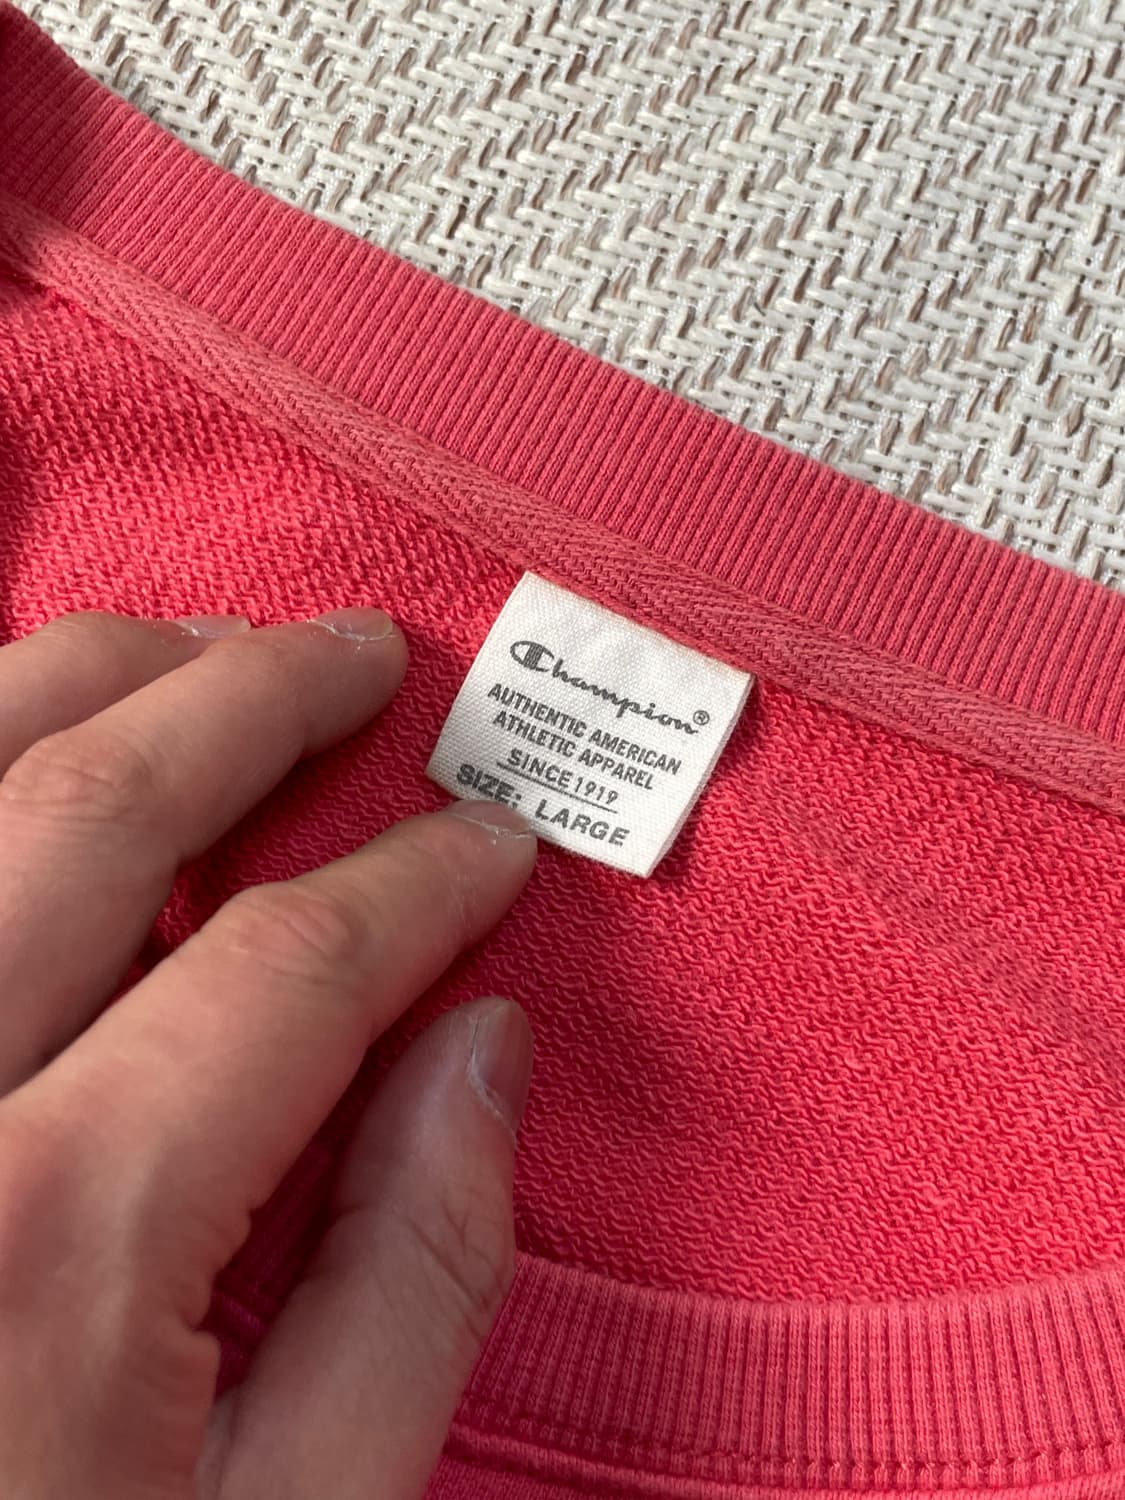 Champion®
AUTHENTIC AMERICAN
ATHLETIC APPAREL
SINCE 1919
SIZE: LARGE